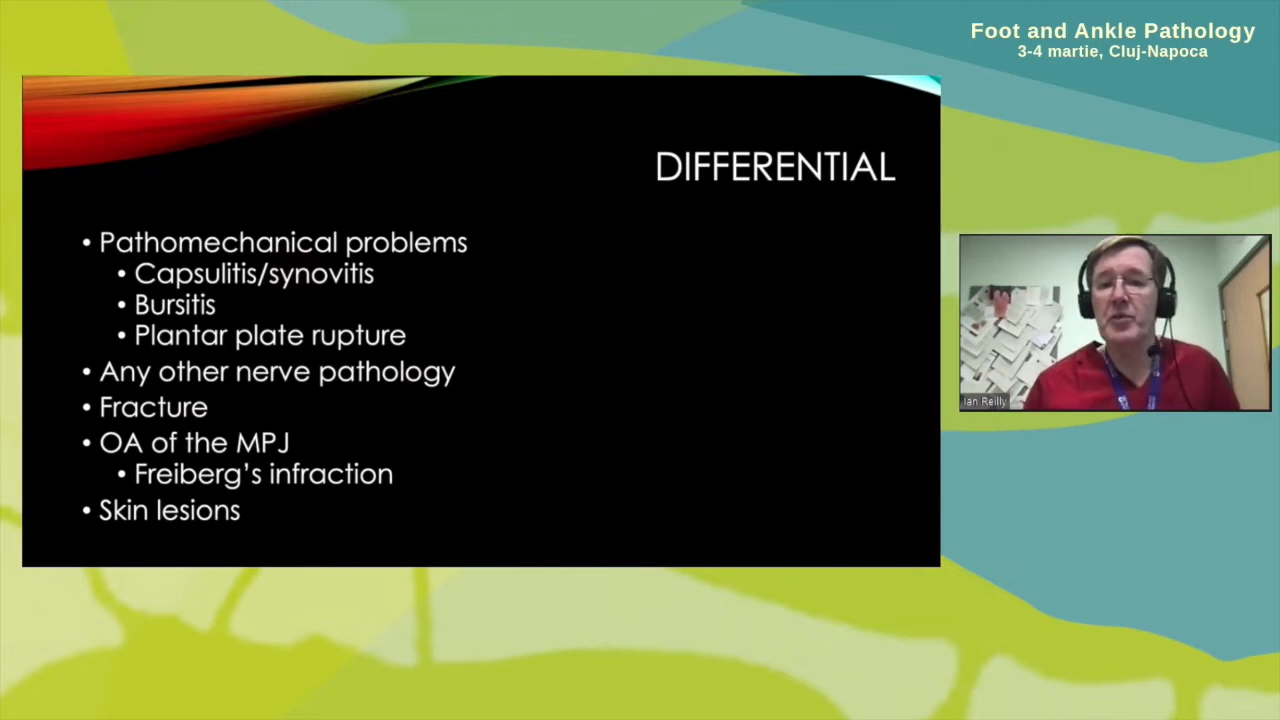 Foot and Ankle Pathology
3-4 martie, Cluj-Napoca
DIFFERENTIAL
• Pathomechanical problems
• Capsulitis/synovitis
• Bursitis
• Plantar plate rupture
• Any other nerve pathology
• Fracture
• OA of the MPJ
• Freiberg's infraction
• Skin lesions
Ian Reilly